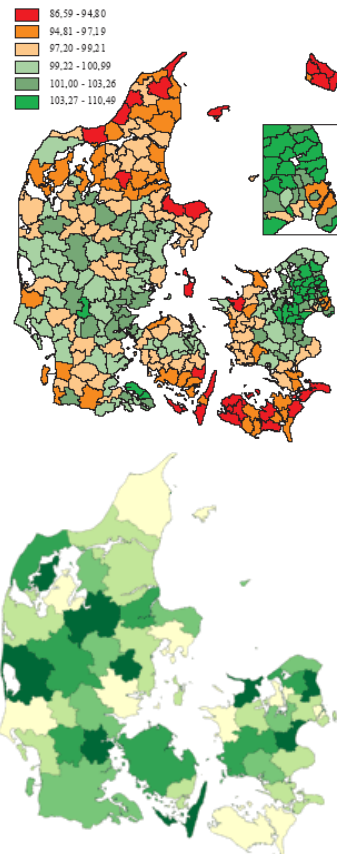 86,59 - 94,80
94,81 - 97,19
97,20 - 99,21
99,22 - 100,99
101,00 - 103,26
103,27 - 110,49